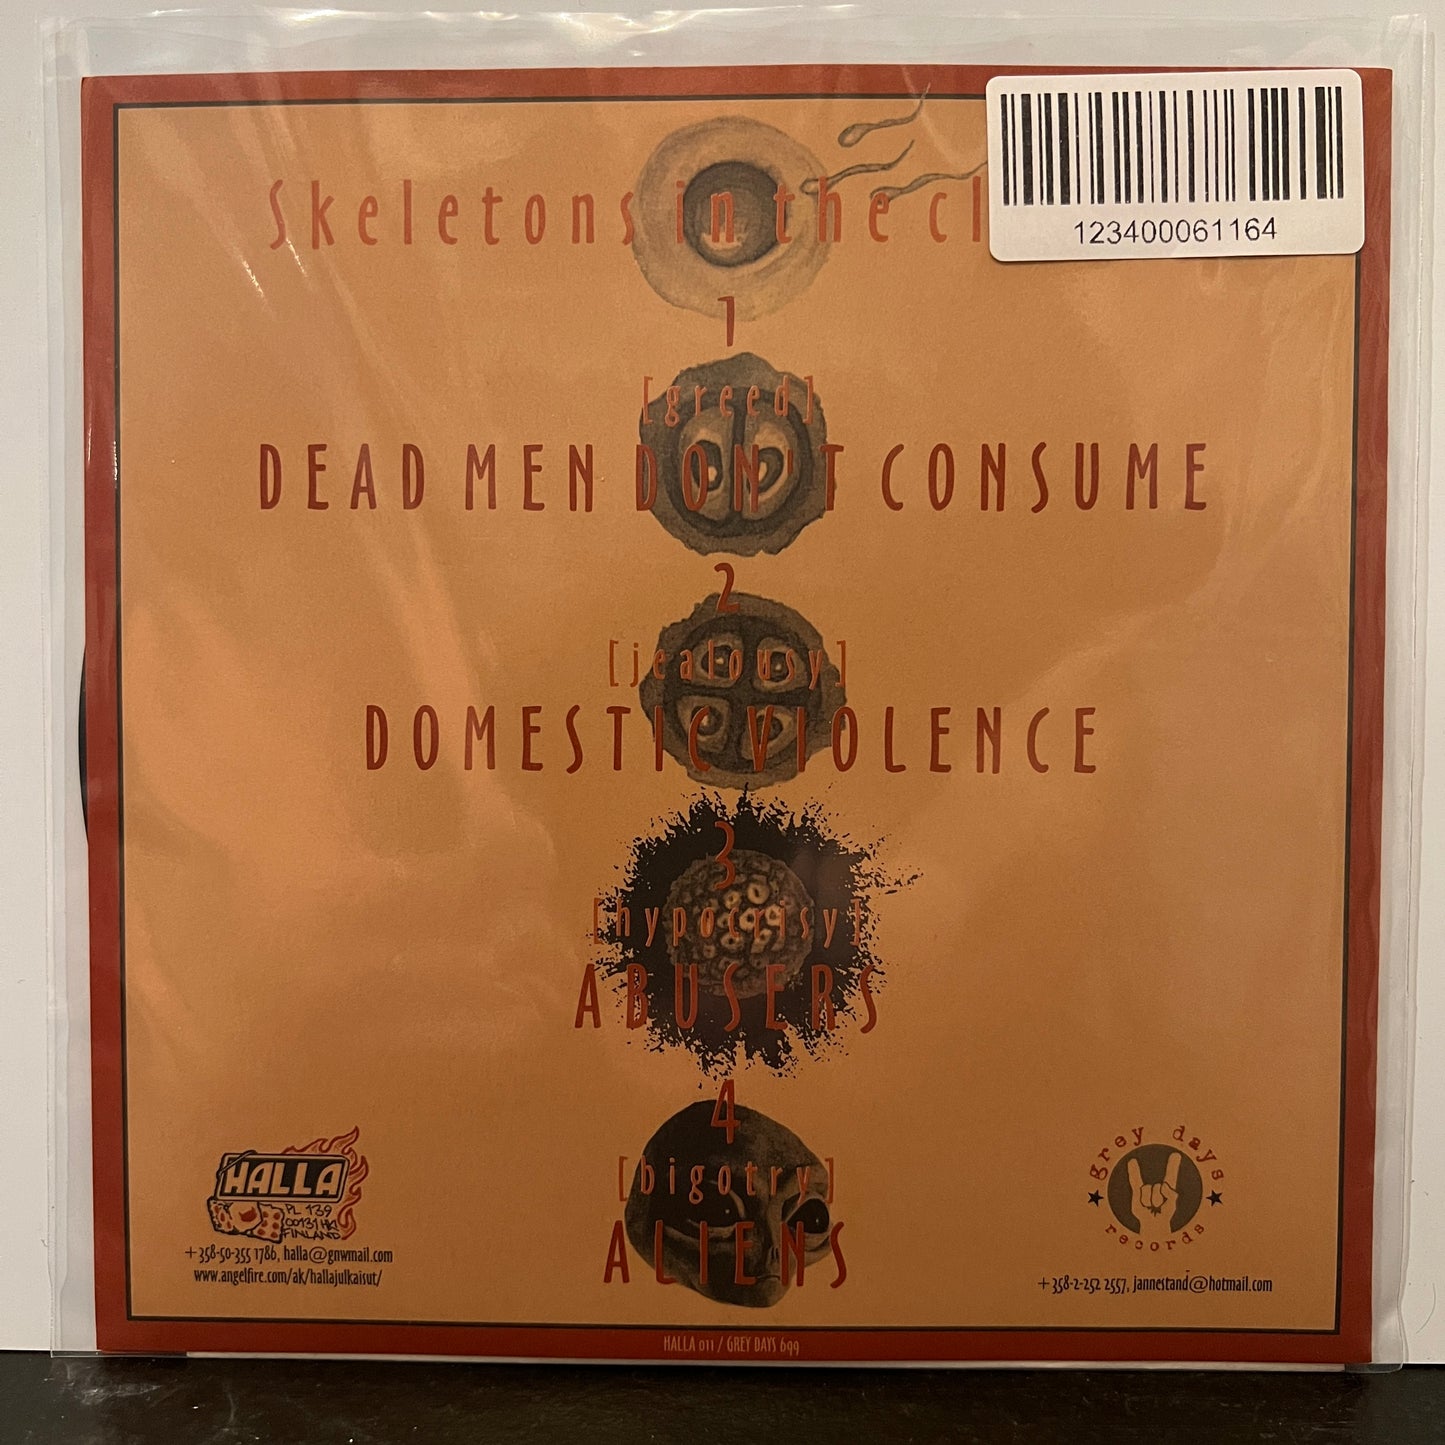 Skeletons in the cl
123400061164
1
[greed]
DEAD MEN DON'T CONSUME
2
[jealousy]
DOMESTIC VIOLENCE
3
[hypocrisy]
ABUSERS
4
[bigotry]
ALIENS
HALLA
PL 139
00131 HKI
FINLAND
+358-50-355 1786, halla@gnwmail.com
www.angelfire.com/ak/hallajulkaisut/
grey days
records
+358-2-252 2557, jannestand@hotmail.com
HALLA 011 / GREY DAYS 699